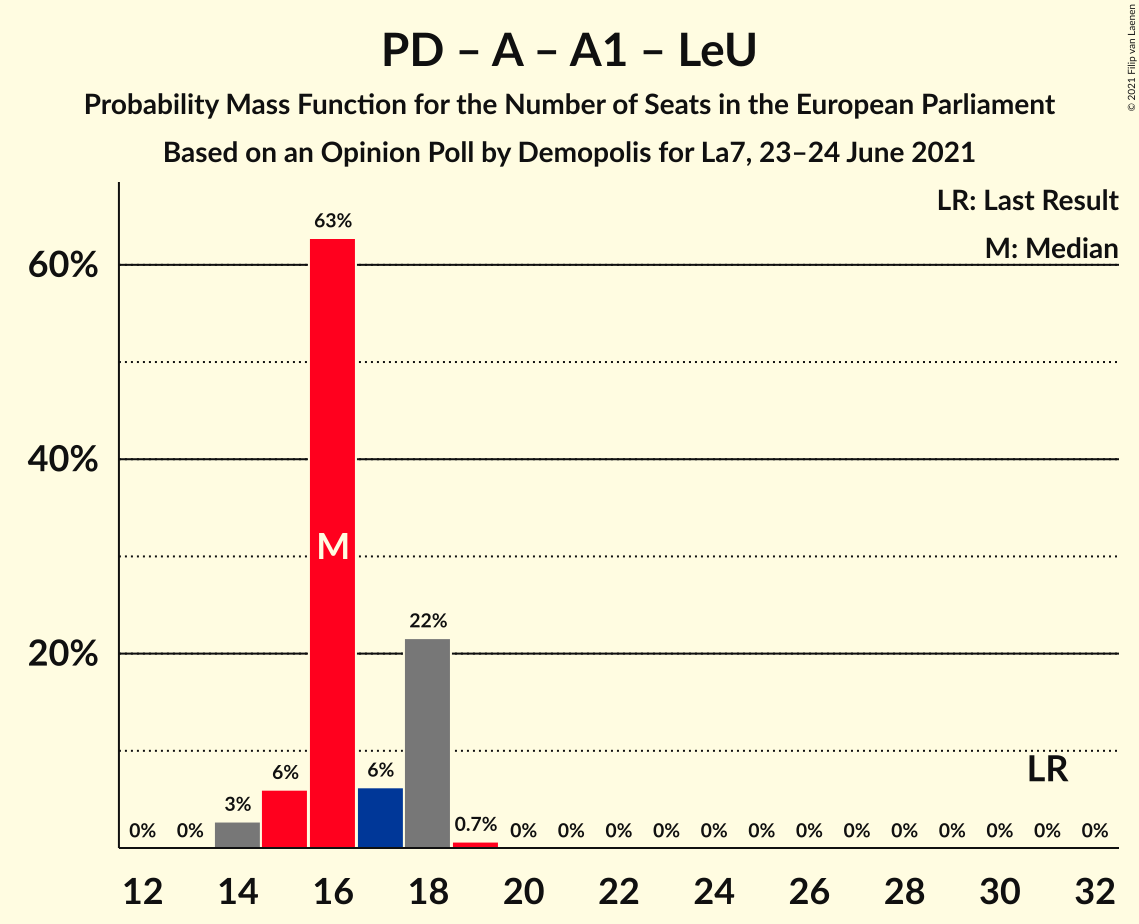 PD – A – A1 – LeU
Probability Mass Function for the Number of Seats in the European Parliament
Based on an Opinion Poll by Demopolis for La7, 23–24 June 2021
© 2021 Filip van Laenen
LR: Last Result
M: Median
60%
40%
20%
0% 0% 3% 6% 63% 6% 22% 0.7% 0% 0% 0% 0% 0% 0% 0% 0% 0% 0% 0% 0% 0%
M
LR
12 14 16 18 20 22 24 26 28 30 32